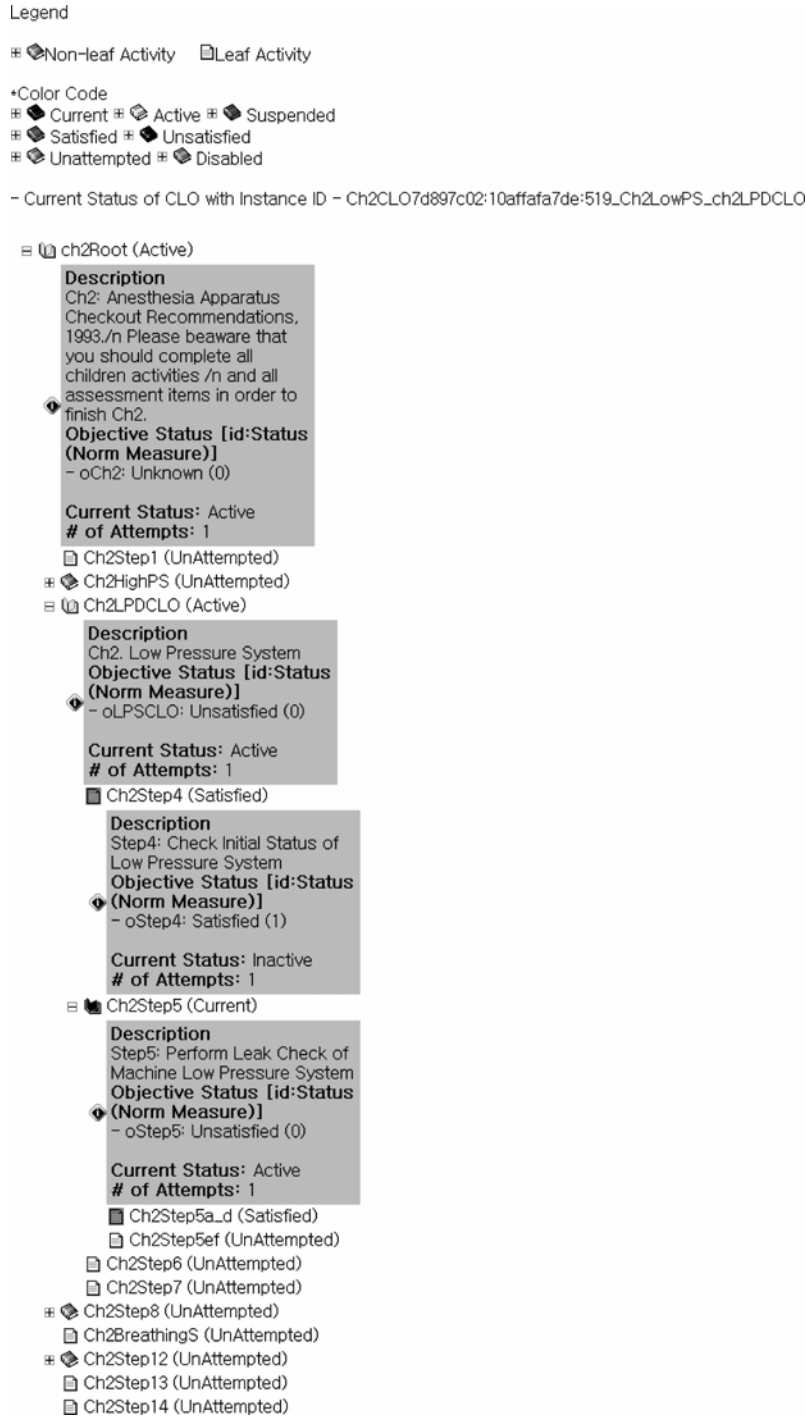 Legend
Non-leaf Activity Leaf Activity
*Color Code
Current Active Suspended
Satisfied Unsatisfied
Unattempted Disabled
- Current Status of CLO with Instance ID - Ch2CLO7d897c02:10affafa7de:519_Ch2LowPS_ch2LPDCLO
ch2Root (Active)
Description
Ch2: Anesthesia Apparatus
Checkout Recommendations,
1993./n Please beaware that
you should complete all
children activities /n and all
assessment items in order to
finish Ch2.
Objective Status [id:Status
(Norm Measure)]
- oCh2: Unknown (0)
Current Status: Active
# of Attempts: 1
Ch2Step1 (UnAttempted)
Ch2HighPS (UnAttempted)
Ch2LPDCLO (Active)
Description
Ch2. Low Pressure System
Objective Status [id:Status
(Norm Measure)]
- oLPSCLO: Unsatisfied (0)
Current Status: Active
# of Attempts: 1
Ch2Step4 (Satisfied)
Description
Step4: Check Initial Status of
Low Pressure System
Objective Status [id:Status
(Norm Measure)]
- oStep4: Satisfied (1)
Current Status: Inactive
# of Attempts: 1
Ch2Step5 (Current)
Description
Step5: Perform Leak Check of
Machine Low Pressure System
Objective Status [id:Status
(Norm Measure)]
- oStep5: Unsatisfied (0)
Current Status: Active
# of Attempts: 1
Ch2Step5a_d (Satisfied)
Ch2Step5ef (UnAttempted)
Ch2Step6 (UnAttempted)
Ch2Step7 (UnAttempted)
Ch2Step8 (UnAttempted)
Ch2BreathingS (UnAttempted)
Ch2Step12 (UnAttempted)
Ch2Step13 (UnAttempted)
Ch2Step14 (UnAttempted)